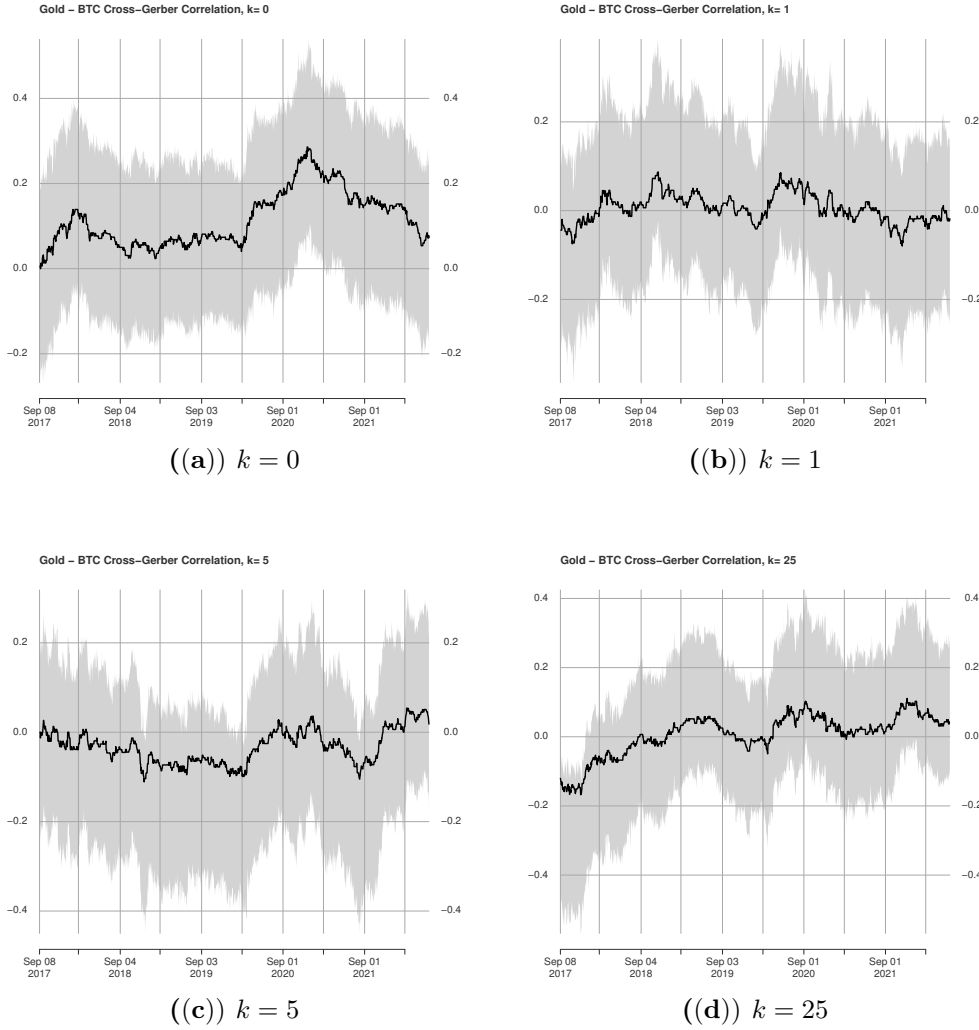 Gold − BTC Cross−Gerber Correlation, k= 0
0.4
0.4
0.2
0.2
0.0
0.0
−0.2
−0.2
Sep 08 2017
Sep 04 2018
Sep 03 2019
Sep 01 2020
Sep 01 2021
((a)) k = 0
Gold − BTC Cross−Gerber Correlation, k= 1
0.2
0.2
0.0
0.0
−0.2
−0.2
Sep 08 2017
Sep 04 2018
Sep 03 2019
Sep 01 2020
Sep 01 2021
((b)) k = 1
Gold − BTC Cross−Gerber Correlation, k= 5
0.2
0.2
0.0
0.0
−0.2
−0.2
−0.4
−0.4
Sep 08 2017
Sep 04 2018
Sep 03 2019
Sep 01 2020
Sep 01 2021
((c)) k = 5
Gold − BTC Cross−Gerber Correlation, k= 25
0.4
0.4
0.2
0.2
0.0
0.0
−0.2
−0.2
−0.4
−0.4
Sep 08 2017
Sep 04 2018
Sep 03 2019
Sep 01 2020
Sep 01 2021
((d)) k = 25